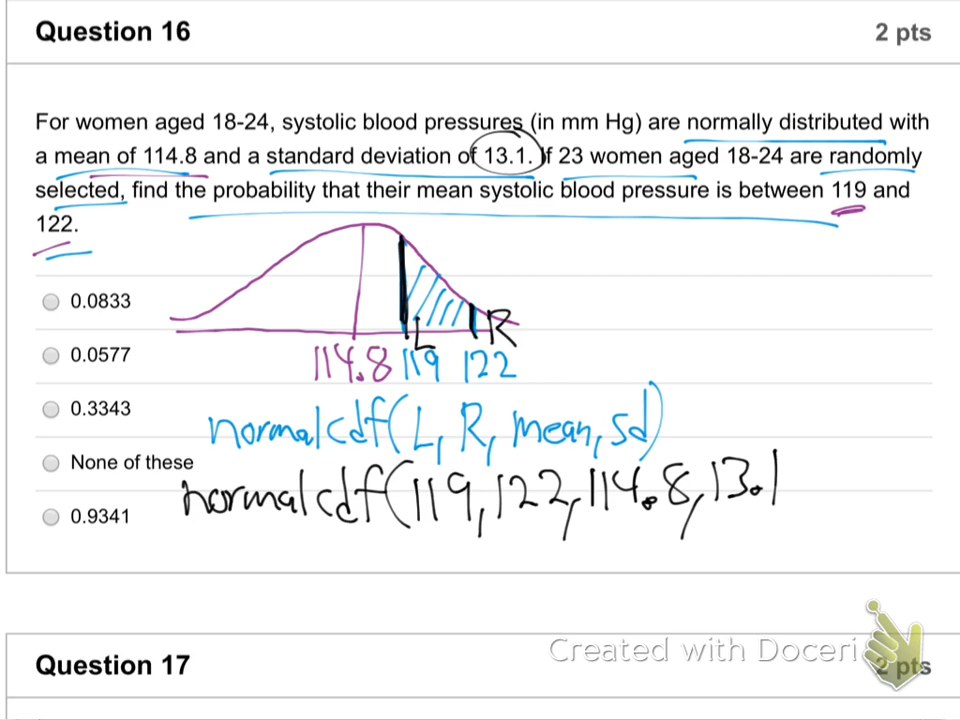 Question 16
2 pts
For women aged 18-24, systolic blood pressures (in mm Hg) are normally distributed with
a mean of 114.8 and a standard deviation of 13.1. If 23 women aged 18-24 are randomly
selected, find the probability that their mean systolic blood pressure is between 119 and
122.
0.0833
L R
0.0577
114.8 119 122
0.3343
normalcdf(L, R, mean, sd)
None of these
normalcdf(119, 122, 114.8, 13.1
0.9341
Created with Doceri
Question 17
2 pts